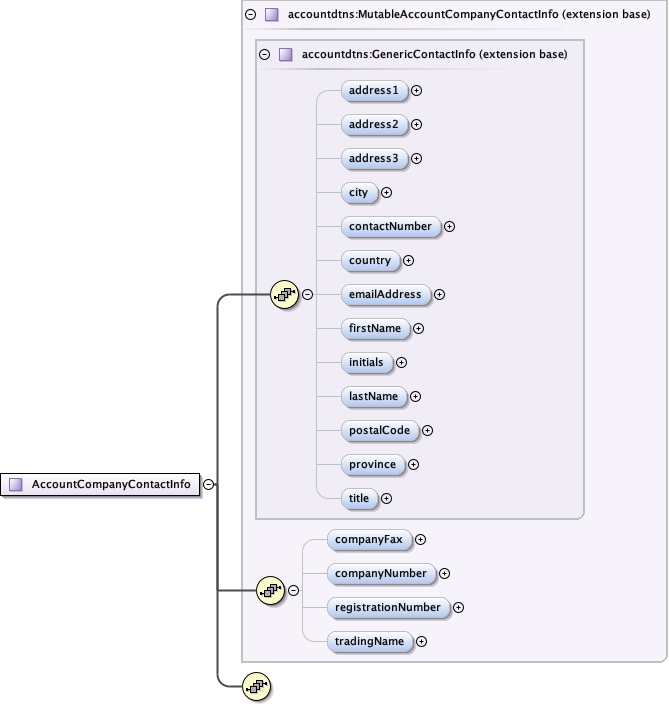 accountdtns:MutableAccountCompanyContactInfo (extension base)
accountdtns:GenericContactInfo (extension base)
address1
address2
address3
city
contactNumber
country
emailAddress
firstName
initials
lastName
postalCode
province
title
AccountCompanyContactInfo
companyFax
companyNumber
registrationNumber
tradingName